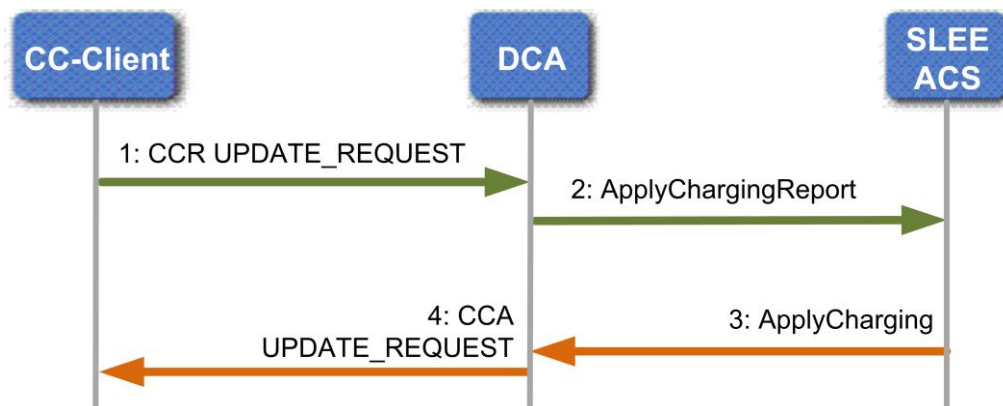 CC-Client
DCA
SLEE
ACS
1: CCR UPDATE_REQUEST
2: ApplyChargingReport
3: ApplyCharging
4: CCA
UPDATE_REQUEST